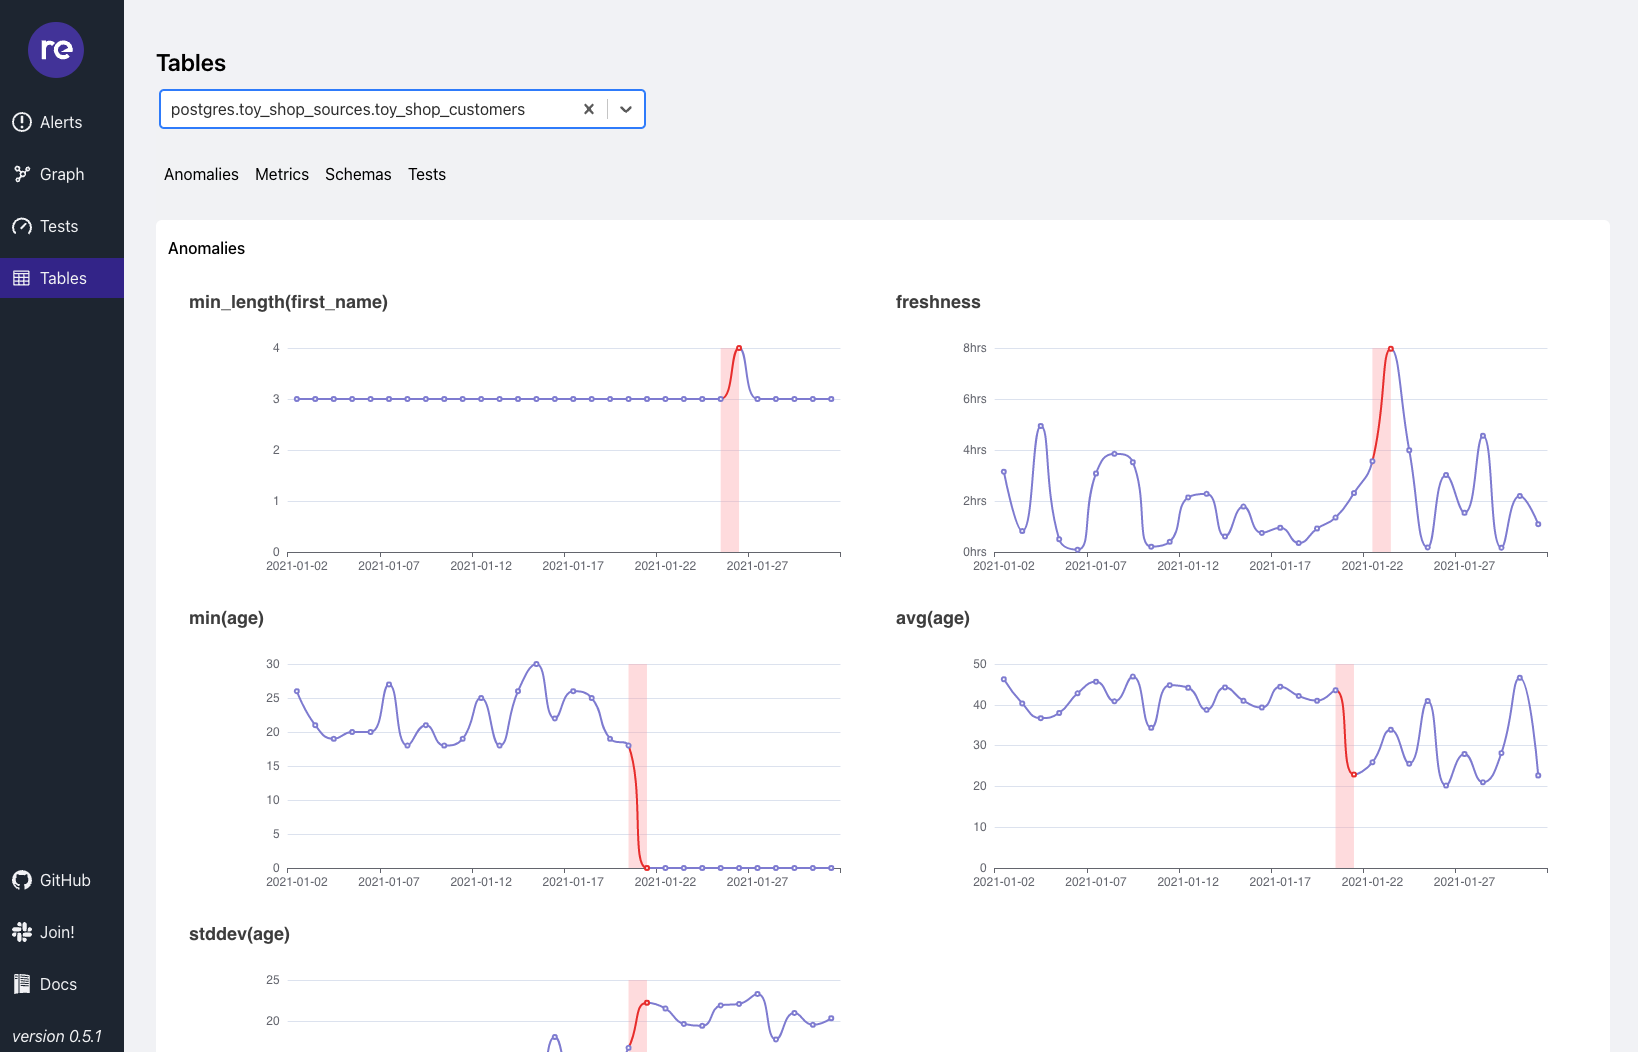 re
Alerts
Graph
Tests
Tables
GitHub
Join!
Docs
version 0.5.1
Tables
postgres.toy_shop_sources.toy_shop_customers
Anomalies Metrics Schemas Tests
Anomalies
min_length(first_name)
4
3
2
1
0
2021-01-02 2021-01-07 2021-01-12 2021-01-17 2021-01-22 2021-01-27
freshness
8hrs
6hrs
4hrs
2hrs
0hrs
2021-01-02 2021-01-07 2021-01-12 2021-01-17 2021-01-22 2021-01-27
min(age)
30
25
20
15
10
5
0
2021-01-02 2021-01-07 2021-01-12 2021-01-17 2021-01-22 2021-01-27
avg(age)
50
40
30
20
10
0
2021-01-02 2021-01-07 2021-01-12 2021-01-17 2021-01-22 2021-01-27
stddev(age)
25
20